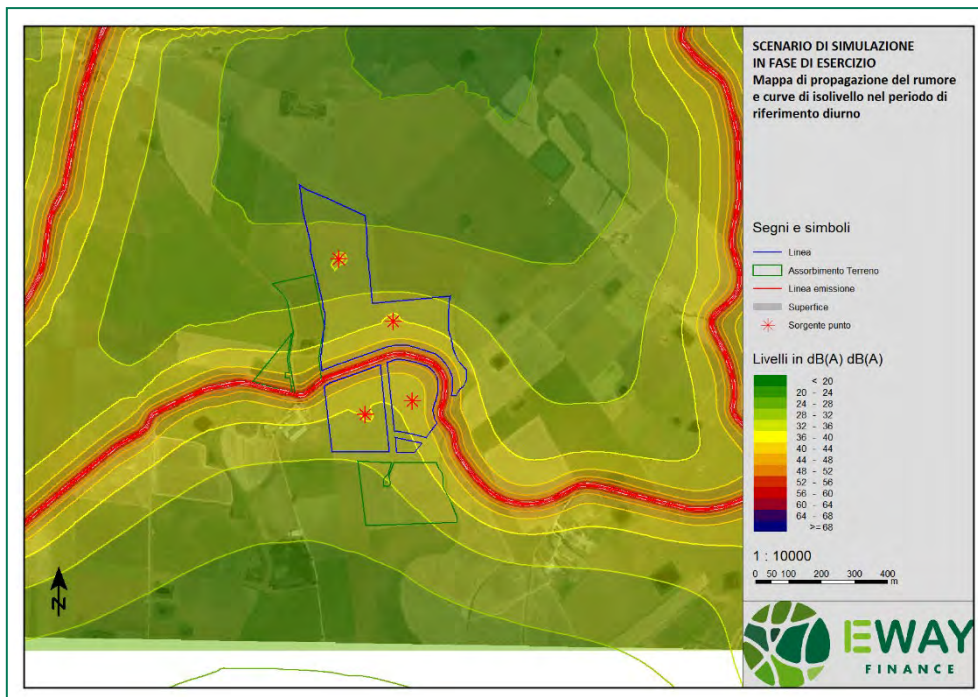 SCENARIO DI SIMULAZIONE
IN FASE DI ESERCIZIO
Mappa di propagazione del rumore
e curve di isolivello nel periodo di
riferimento diurno
Segni e simboli
Linea
Assorbimento Terreno
Linea emissione
Superfice
Sorgente punto
Livelli in dB(A) dB(A)
< 20
20 - 24
24 - 28
28 - 32
32 - 36
36 - 40
40 - 44
44 - 48
48 - 52
52 - 56
56 - 60
60 - 64
64 - 68
>= 68
1 : 10000
0 50 100 200 300 400
m
N
EWAY
FINANCE